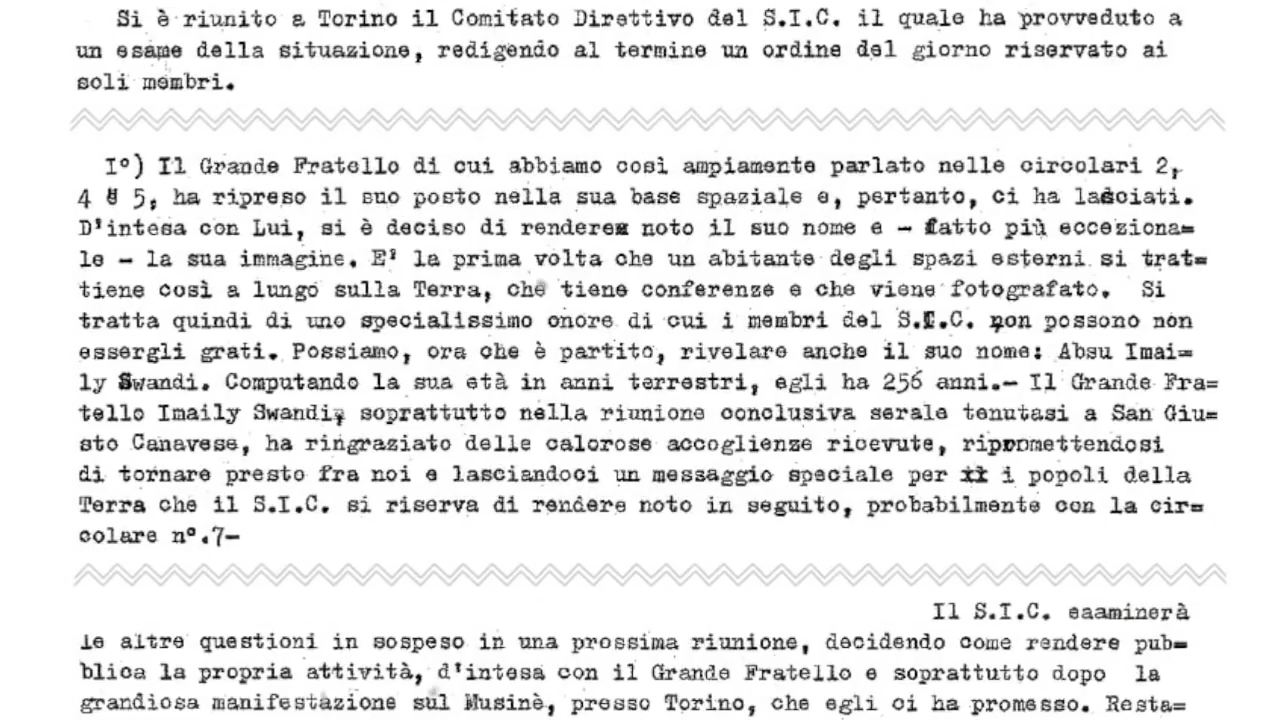 Si è riunito a Torino il Comitato Direttivo del S.I.C. il quale ha provveduto a
un esame della situazione, redigendo al termine un ordine del giorno riservato ai
soli membri.
I°) Il Grande Fratello di cui abbiamo così ampiamente parlato nelle circolari 2,
4 e 5, ha ripreso il suo posto nella sua base spaziale e, pertanto, ci ha lasciati.
D'intesa con Lui, si è deciso di rendere noto il suo nome e - fatto più ecceziona=
le - la sua immagine. E' la prima volta che un abitante degli spazi esterni si trat=
tiene così a lungo sulla Terra, che tiene conferenze e che viene fotografato. Si
tratta quindi di uno specialissimo onore di cui i membri del S.I.C. non possono non
essergli grati. Possiamo, ora che è partito, rivelare anche il suo nome: Absu Imai=
ly Swandi. Computando la sua età in anni terrestri, egli ha 256 anni.- Il Grande Fra=
tello Imaily Swandi, soprattutto nella riunione conclusiva serale tenutasi a San Giu=
sto Canavese, ha ringraziato delle calorose accoglienze ricevute, ripromettendosi
di tornare presto fra noi e lasciandoci un messaggio speciale per i popoli della
Terra che il S.I.C. si riserva di rendere noto in seguito, probabilmente con la cir=
colare n°.7-
Il S.I.C. eaaminerà
le altre questioni in sospeso in una prossima riunione, decidendo come rendere pub=
blica la propria attività, d'intesa con il Grande Fratello e soprattutto dopo la
grandiosa manifestazione sul Musinè, presso Torino, che egli ci ha promesso. Resta=